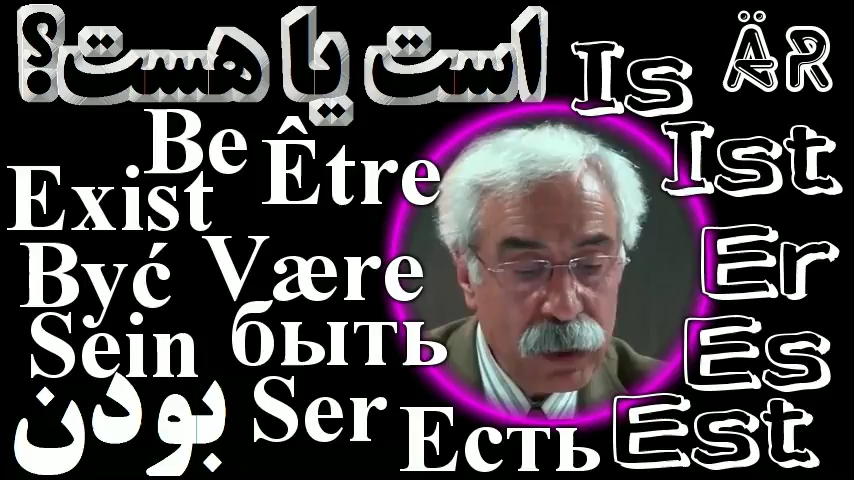 است یا هست؟
Is
ÄR
Be
Être
Ist
Exist
Być
Være
Er
Sein
быть
Es
بودن
Ser
Есть
Est